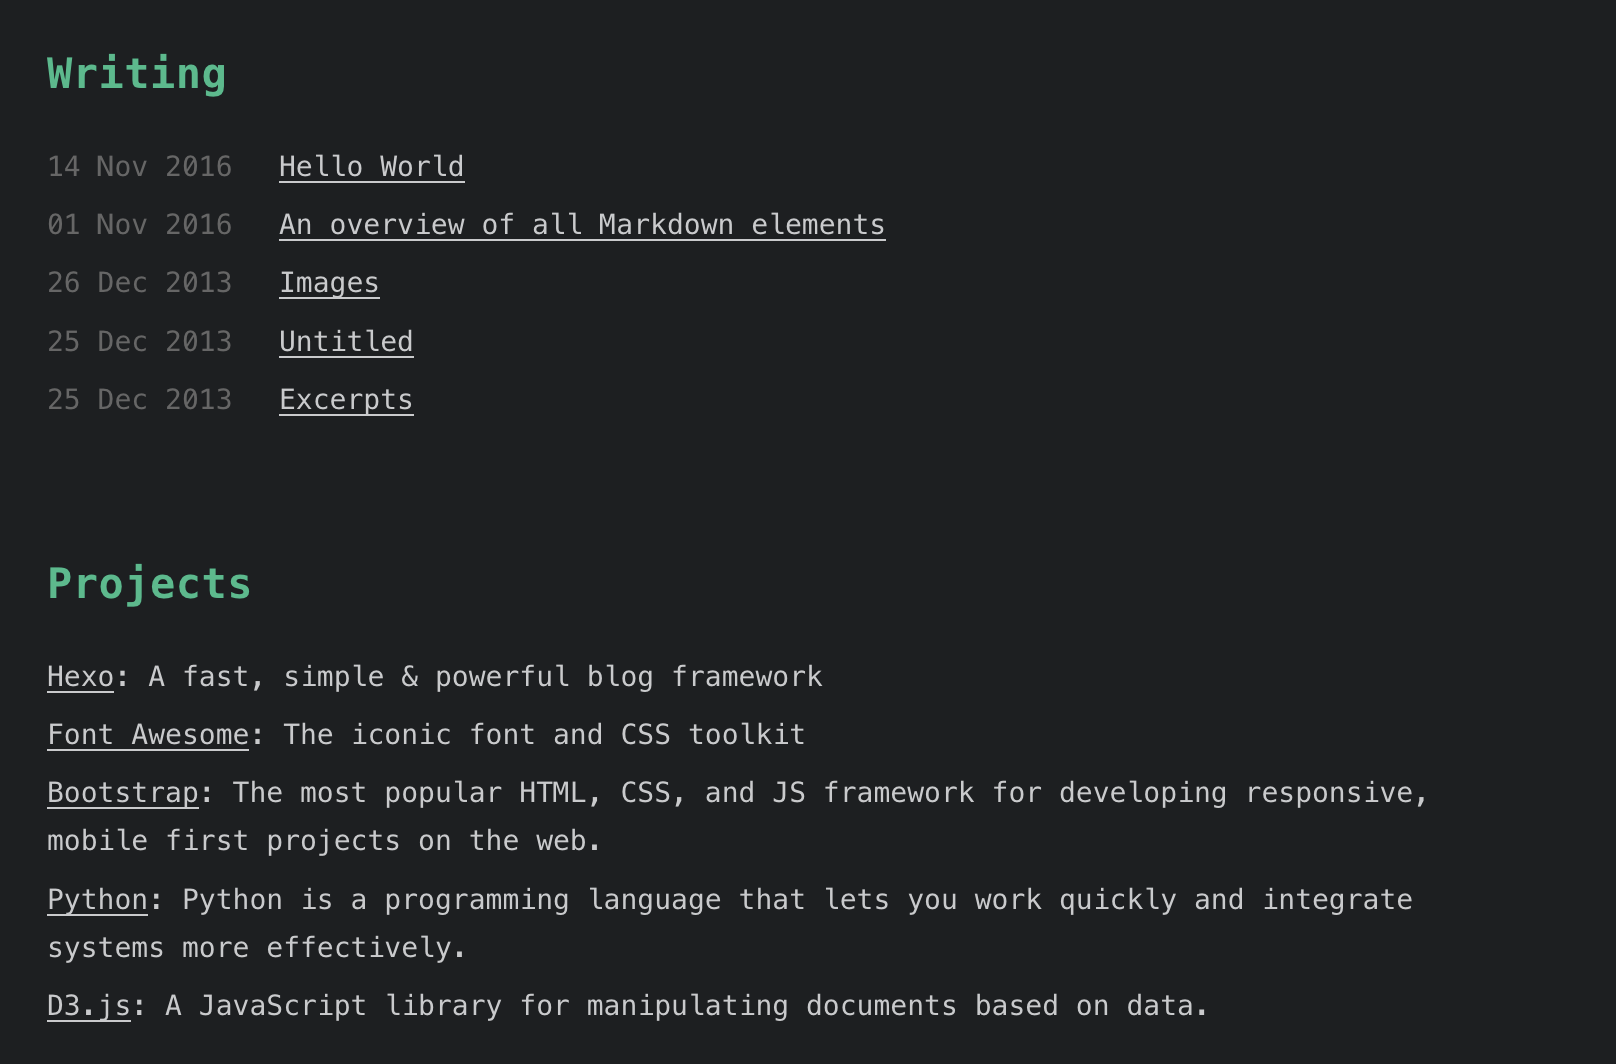 Writing
14 Nov 2016 Hello World
01 Nov 2016 An overview of all Markdown elements
26 Dec 2013 Images
25 Dec 2013 Untitled
25 Dec 2013 Excerpts
Projects
Hexo: A fast, simple & powerful blog framework
Font Awesome: The iconic font and CSS toolkit
Bootstrap: The most popular HTML, CSS, and JS framework for developing responsive,
mobile first projects on the web.
Python: Python is a programming language that lets you work quickly and integrate
systems more effectively.
D3.js: A JavaScript library for manipulating documents based on data.